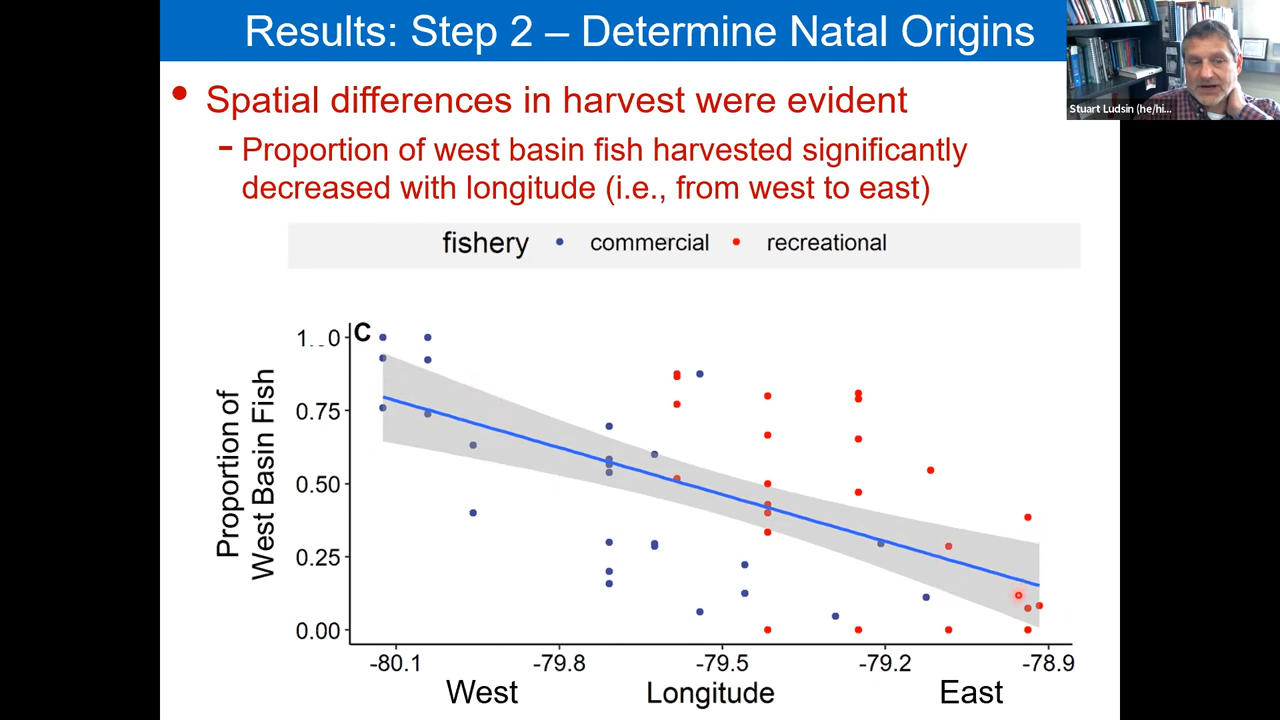 Results: Step 2 – Determine Natal Origins
Stuart Ludsin (he/hi...
• Spatial differences in harvest were evident
- Proportion of west basin fish harvested significantly
decreased with longitude (i.e., from west to east)
fishery commercial recreational
C
1.0
0.75
0.50
0.25
0.00
Proportion of
West Basin Fish
-80.1 -79.8 -79.5 -79.2 -78.9
West Longitude East